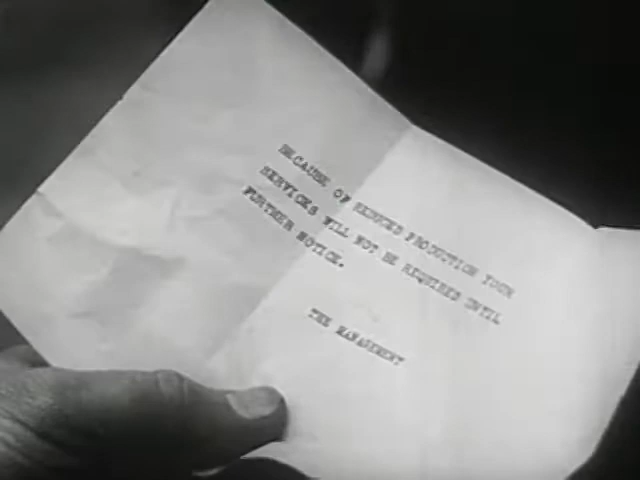 BECAUSE OF REDUCED PRODUCTION YOUR
SERVICES WILL NOT BE REQUIRED UNTIL
FURTHER NOTICE.
THE MANAGEMENT